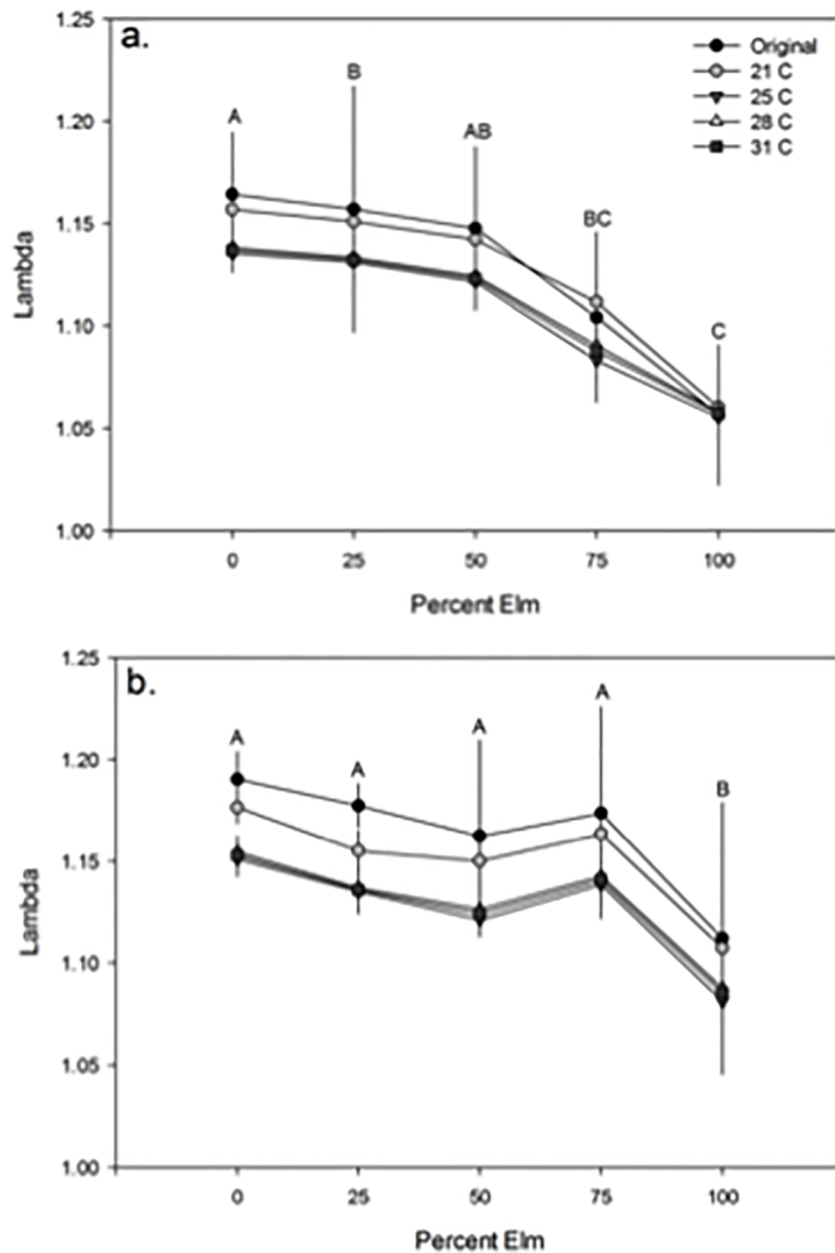 a.
Original
21 C
25 C
28 C
31 C
1.25
1.20
1.15
1.10
1.05
1.00
Lambda
A
B
AB
BC
C
0 25 50 75 100
Percent Elm
b.
1.25
1.20
1.15
1.10
1.05
1.00
Lambda
A
A
A
A
B
0 25 50 75 100
Percent Elm